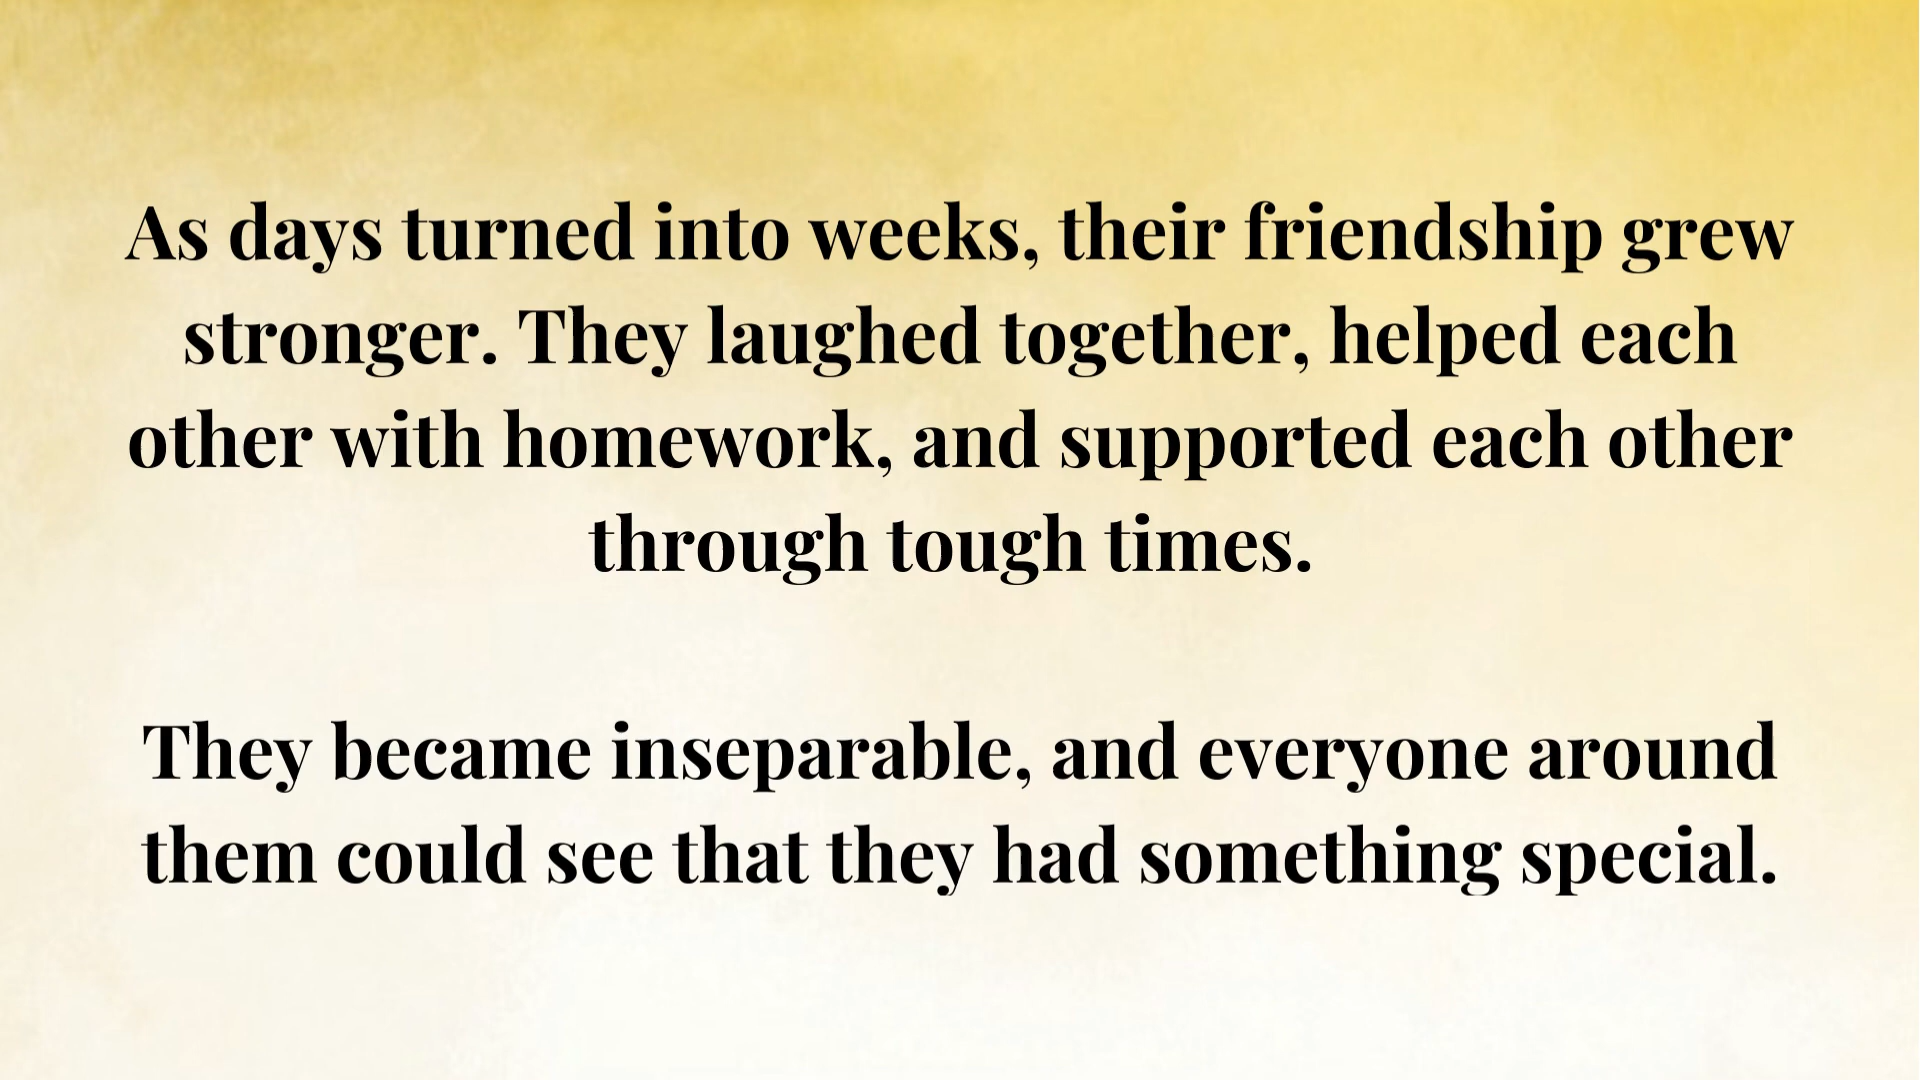 As days turned into weeks, their friendship grew
stronger. They laughed together, helped each
other with homework, and supported each other
through tough times.
They became inseparable, and everyone around
them could see that they had something special.